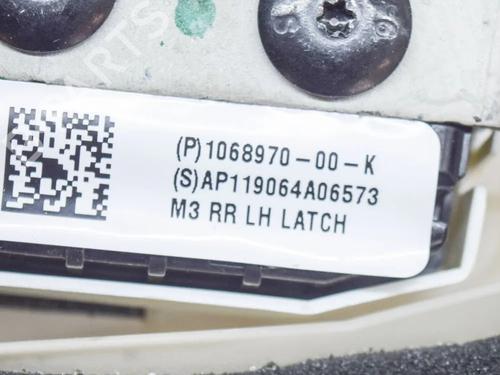 (P)1068970-00-K
(S)AP119064A06573
M3 RR LH LATCH